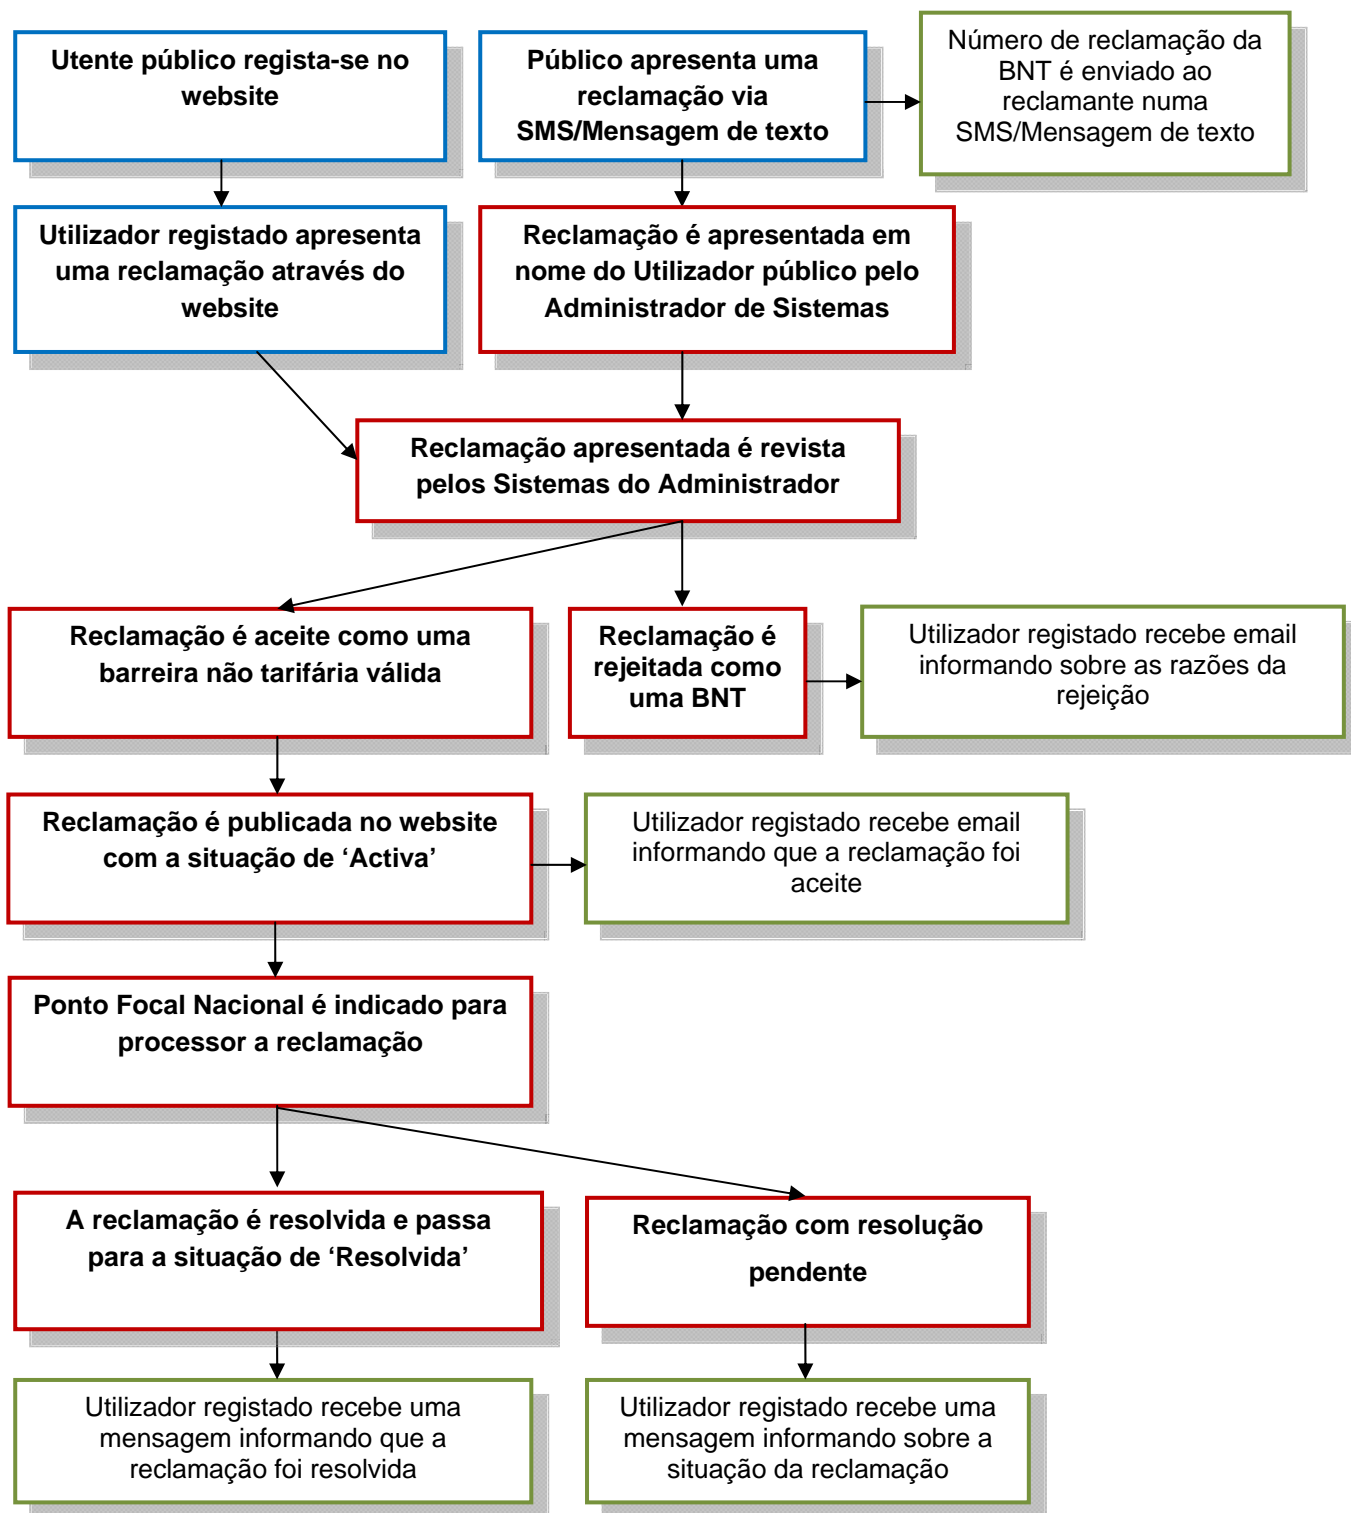 Utente público regista-se no
website
Público apresenta uma
reclamação via
SMS/Mensagem de texto
Número de reclamação da
BNT é enviado ao
reclamante numa
SMS/Mensagem de texto
Utilizador registado apresenta
uma reclamação através do
website
Reclamação é apresentada em
nome do Utilizador público pelo
Administrador de Sistemas
Reclamação apresentada é revista
pelos Sistemas do Administrador
Reclamação é aceite como uma
barreira não tarifária válida
Reclamação é
rejeitada como
uma BNT
Utilizador registado recebe email
informando sobre as razões da
rejeição
Reclamação é publicada no website
com a situação de ‘Activa’
Utilizador registado recebe email
informando que a reclamação foi
aceite
Ponto Focal Nacional é indicado para
processor a reclamação
A reclamação é resolvida e passa
para a situação de ‘Resolvida’
Reclamação com resolução
pendente
Utilizador registado recebe uma
mensagem informando que a
reclamação foi resolvida
Utilizador registado recebe uma
mensagem informando sobre a
situação da reclamação